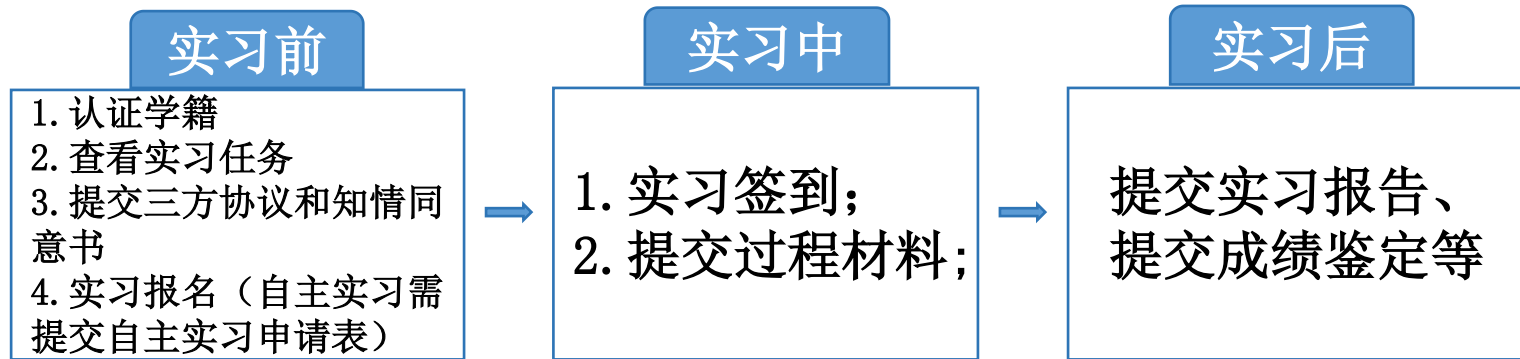 实习前
1.认证学籍
2.查看实习任务
3.提交三方协议和知情同
意书
4.实习报名（自主实习需
提交自主实习申请表）
实习中
1.实习签到；
2.提交过程材料;
实习后
提交实习报告、
提交成绩鉴定等